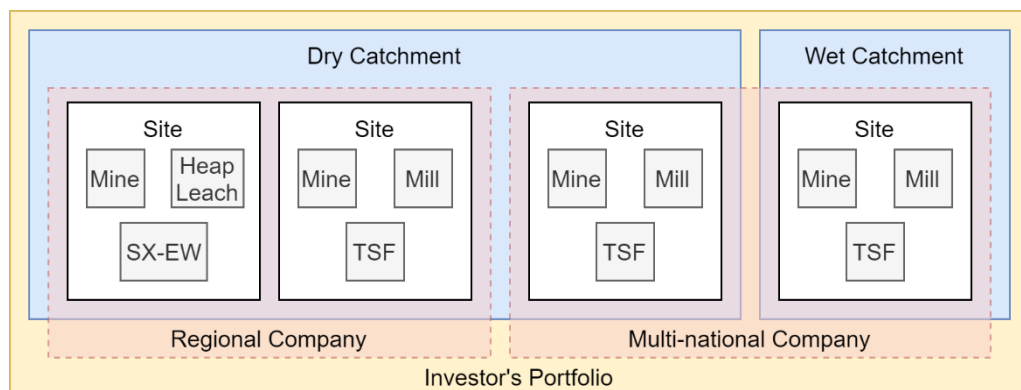 Dry Catchment
Wet Catchment
Site
Mine
Heap
Leach
SX-EW
Site
Mine
Mill
TSF
Site
Mine
Mill
TSF
Site
Mine
Mill
TSF
Regional Company
Multi-national Company
Investor's Portfolio